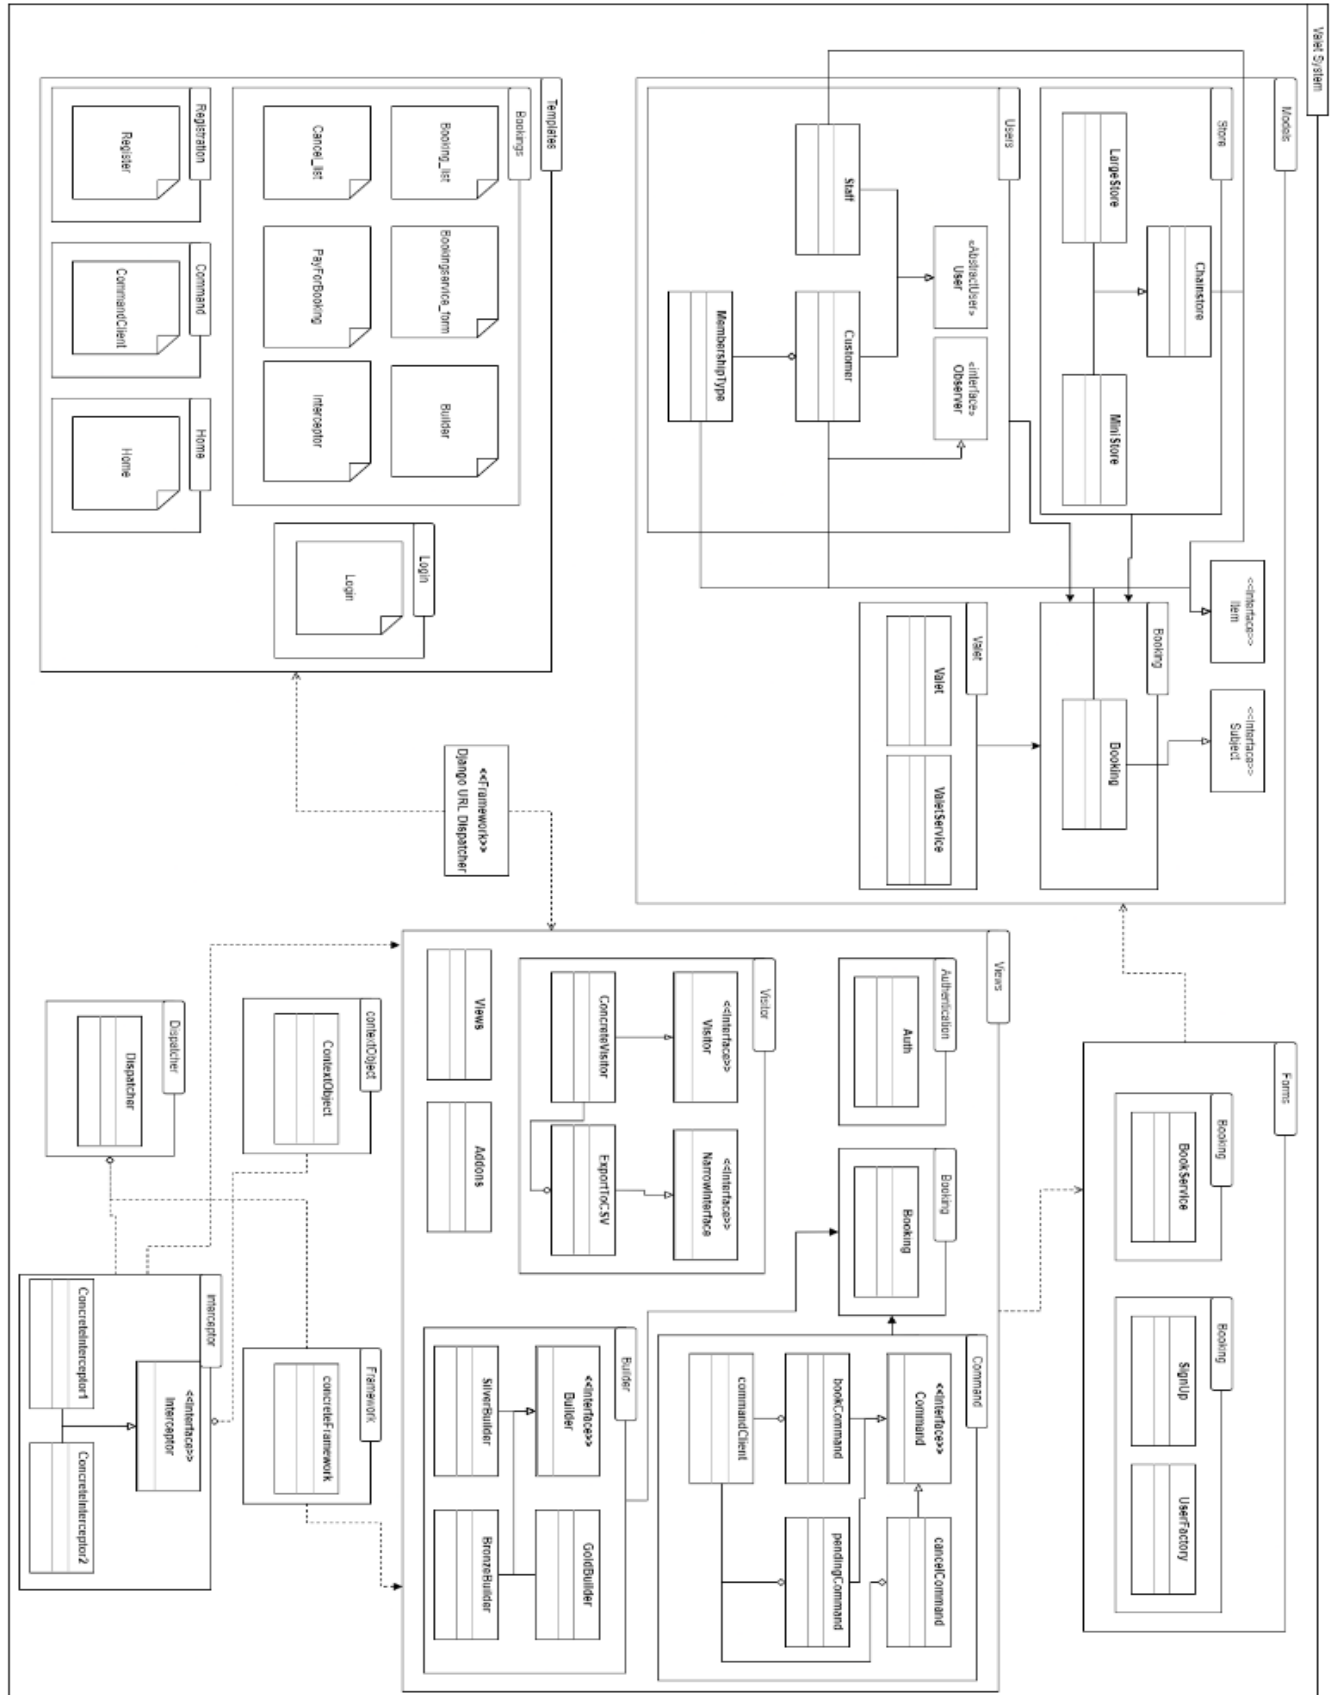 Valet System
Models
Store
LargeStore
Chainstore
MiniStore
Users
Staff
«AbstractUser»
User
«interface»
Observer
Customer
MembershipType
<<Interface>>
Item
<<Interface>>
Subject
Booking
Booking
Valet
Valet
ValetService
Forms
Booking
BookService
Booking
SignUp
UserFactory
Templates
Bookings
Booking_list
Bookingservice_form
Builder
Cancel_list
PayForBooking
Interceptor
Registration
Register
Command
CommandClient
Home
Home
Login
Login
<<Framework>>
Django URL Dispatcher
Views
Authentication
Auth
Booking
Booking
Command
<<Interface>>
Command
cancelCommand
bookCommand
pendingCommand
commandClient
Visitor
<<Interface>>
Visitor
<<Interface>>
NarrowInterface
ConcreteVisitor
ExportToCSV
Views
Addons
Builder
<<Interface>>
Builder
GoldBuilder
SilverBuilder
BronzeBuilder
contextObject
ContextObject
Framework
concreteFramework
Dispatcher
Dispatcher
Interceptor
<<Interface>>
Interceptor
ConcreteInterceptor1
ConcreteInterceptor2